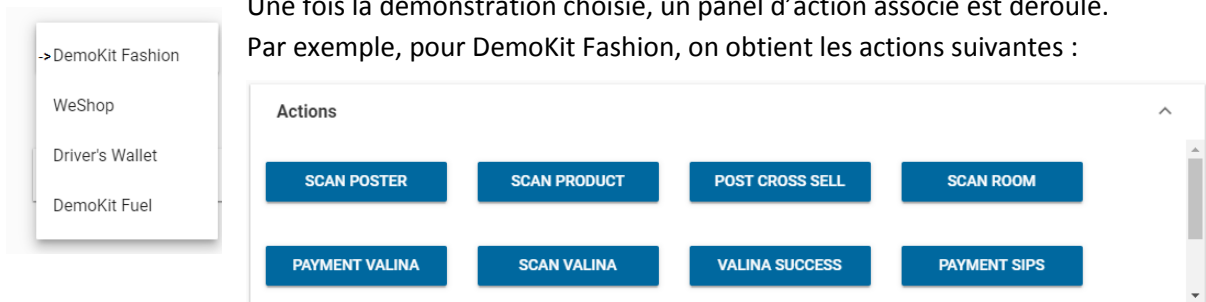 Une fois la démonstration choisie, un panel d'action associé est déroulé.
Par exemple, pour DemoKit Fashion, on obtient les actions suivantes :
->DemoKit Fashion
WeShop
Driver's Wallet
DemoKit Fuel
Actions
SCAN POSTER
SCAN PRODUCT
POST CROSS SELL
SCAN ROOM
PAYMENT VALINA
SCAN VALINA
VALINA SUCCESS
PAYMENT SIPS